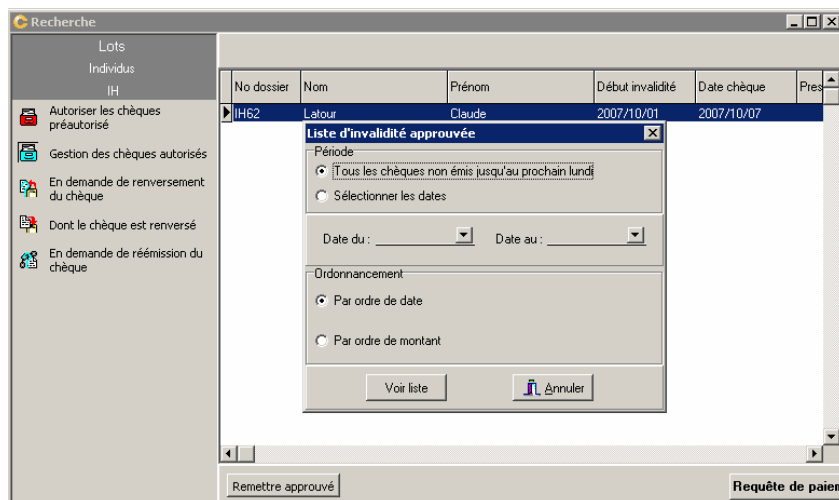 Recherche
Lots
Individus
IH
Autoriser les chèques
préautorisé
Gestion des chèques autorisés
En demande de renversement
du chèque
Dont le chèque est renversé
En demande de réémission du
chèque
No dossier Nom Prénom Début invalidité Date chèque Pres
IH62 Latour Claude 2007/10/01 2007/10/07
Liste d'invalidité approuvée
Période
Tous les chèques non émis jusqu'au prochain lundi
Sélectionner les dates
Date du : Date au :
Ordonnancement
Par ordre de date
Par ordre de montant
Voir liste Annuler
Remettre approuvé Requête de paiem